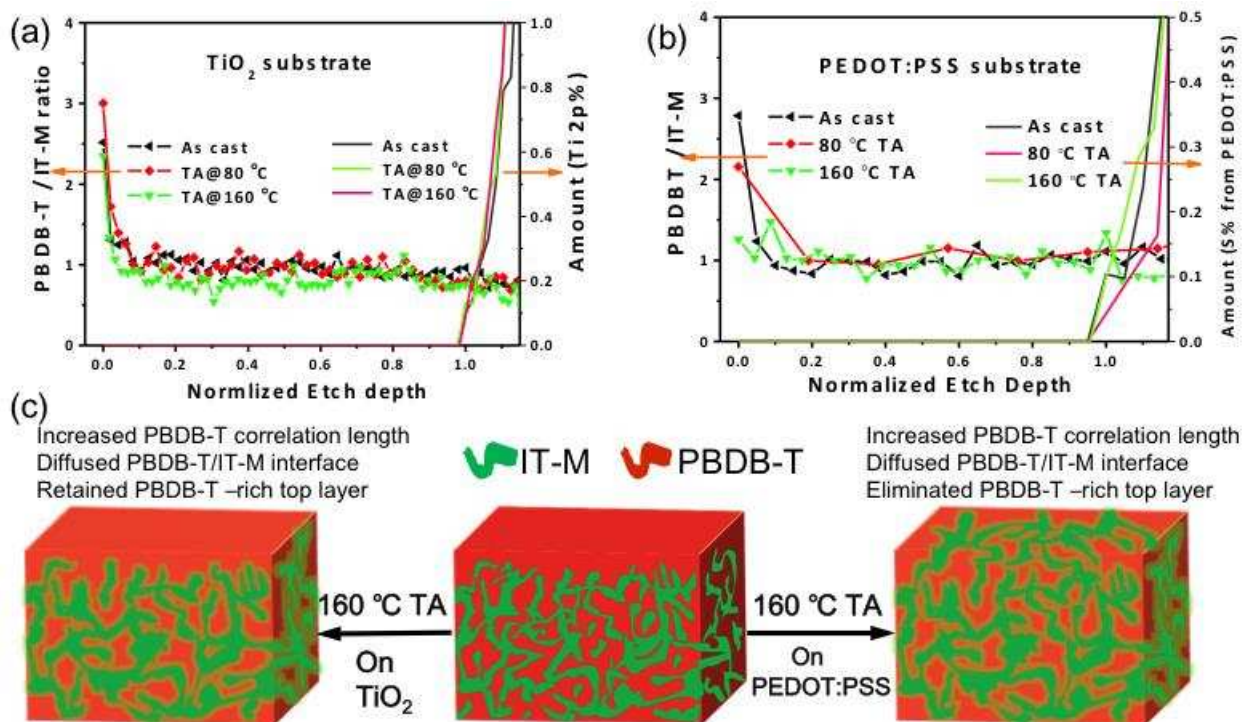 (a)
TiO2 substrate
PBDB-T / IT-M ratio
Amount (Ti 2p%)
As cast
TA@80 °C
TA@160 °C
As cast
TA@80 °C
TA@160 °C
4
3
2
1
0
1.0
0.8
0.6
0.4
0.2
0.0
0.0 0.2 0.4 0.6 0.8 1.0
Normlized Etch depth
(b)
PEDOT:PSS substrate
PBDBT / IT-M
Amount (S% from PEDOT:PSS)
As cast
80 °C TA
160 °C TA
As cast
80 °C TA
160 °C TA
4
3
2
1
0
0.5
0.4
0.3
0.2
0.1
0.0
0.0 0.2 0.4 0.6 0.8 1.0
Normalized Etch Depth
(c)
Increased PBDB-T correlation length
Diffused PBDB-T/IT-M interface
Retained PBDB-T –rich top layer
IT-M PBDB-T
Increased PBDB-T correlation length
Diffused PBDB-T/IT-M interface
Eliminated PBDB-T –rich top layer
160 °C TA
On
TiO2
160 °C TA
On
PEDOT:PSS